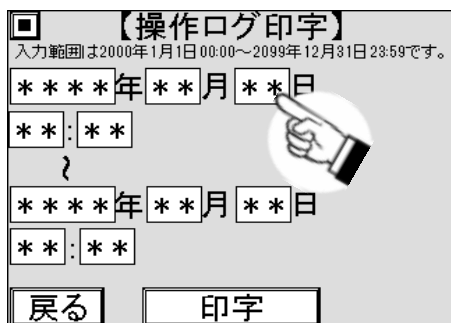 【操作ログ印字】
入力範囲は2000年1月1日00:00～2099年12月31日23:59です。
****年**月**日
**:**
～
****年**月**日
**:**
戻る 印字